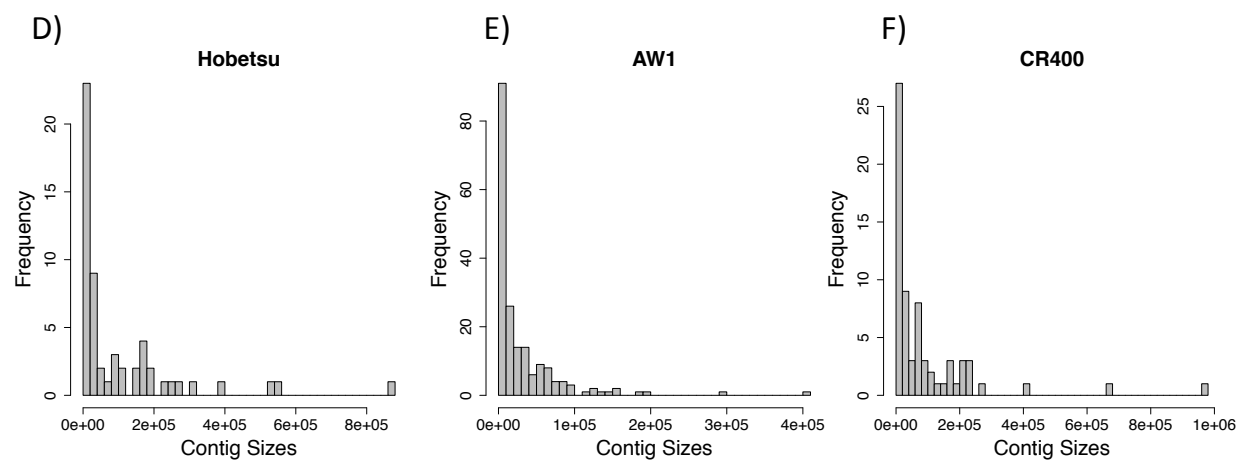 D)
Hobetsu
Frequency
0
5
10
15
20
0e+00 2e+05 4e+05 6e+05 8e+05
Contig Sizes
E)
AW1
Frequency
0
20
40
60
80
0e+00 1e+05 2e+05 3e+05 4e+05
Contig Sizes
F)
CR400
Frequency
0
5
10
15
20
25
0e+00 2e+05 4e+05 6e+05 8e+05 1e+06
Contig Sizes